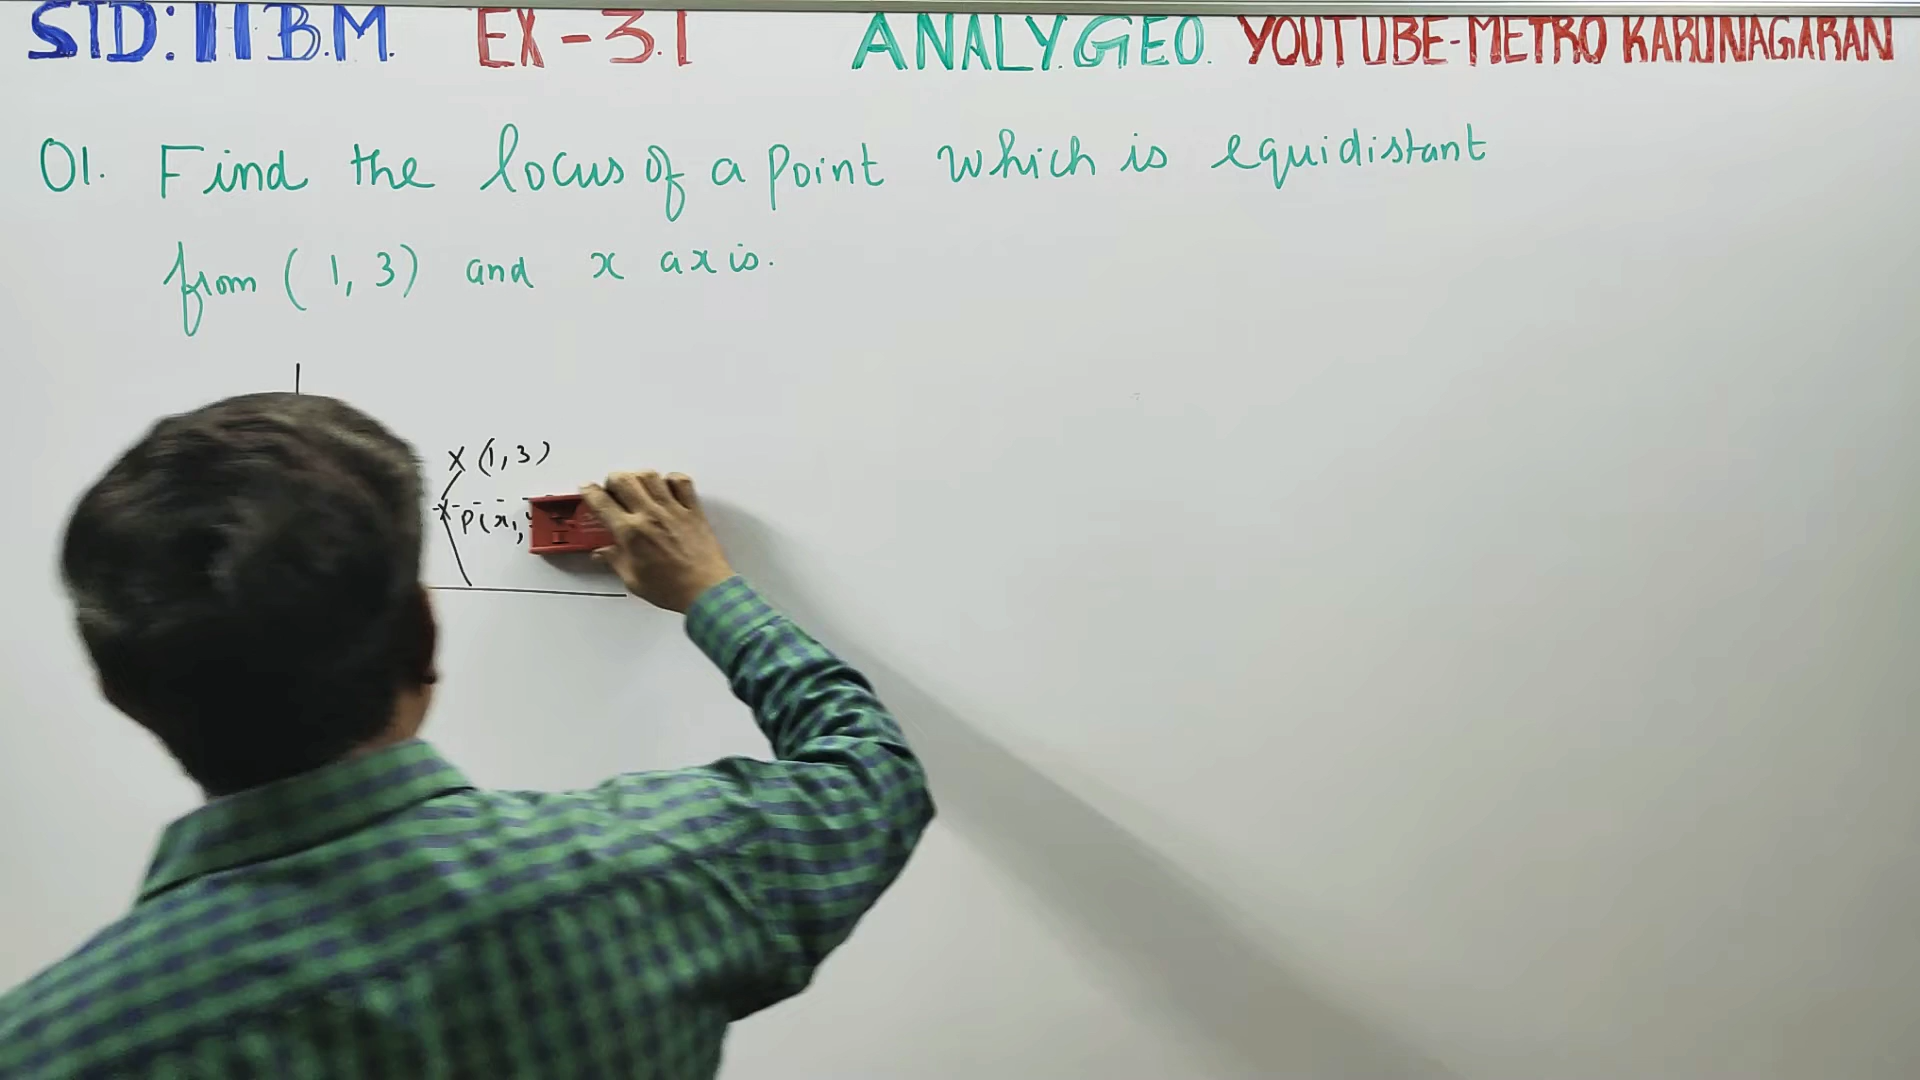 STD: 11 B.M. EX-3.1 ANALY.GEO. YOUTUBE-METRO KARUNAGARAN
01. Find the locus of a point which is equidistant
from (1, 3) and x axis.
X (1, 3)
P(x,